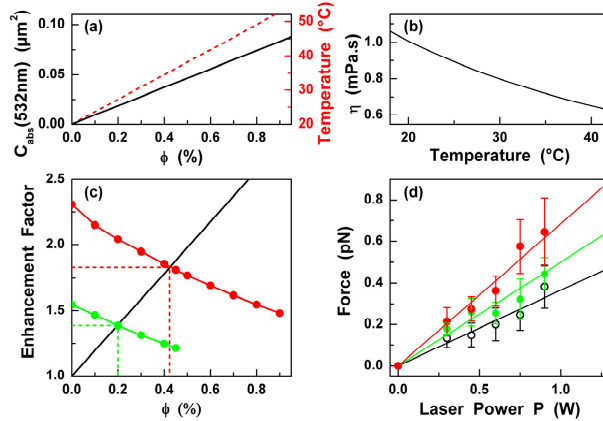 (a)
0.10
0.05
0.00
C_abs(532nm) (μm²)
50
40
30
20
Temperature (°C)
0.0 0.2 0.4 0.6 0.8
ϕ (%)
(b)
1.0
0.8
0.6
η (mPa.s)
20 30 40
Temperature (°C)
(c)
2.5
2.0
1.5
1.0
Enhancement Factor
0.0 0.2 0.4 0.6 0.8
ϕ (%)
(d)
0.8
0.6
0.4
0.2
0.0
Force (pN)
0.0 0.5 1.0
Laser Power P (W)